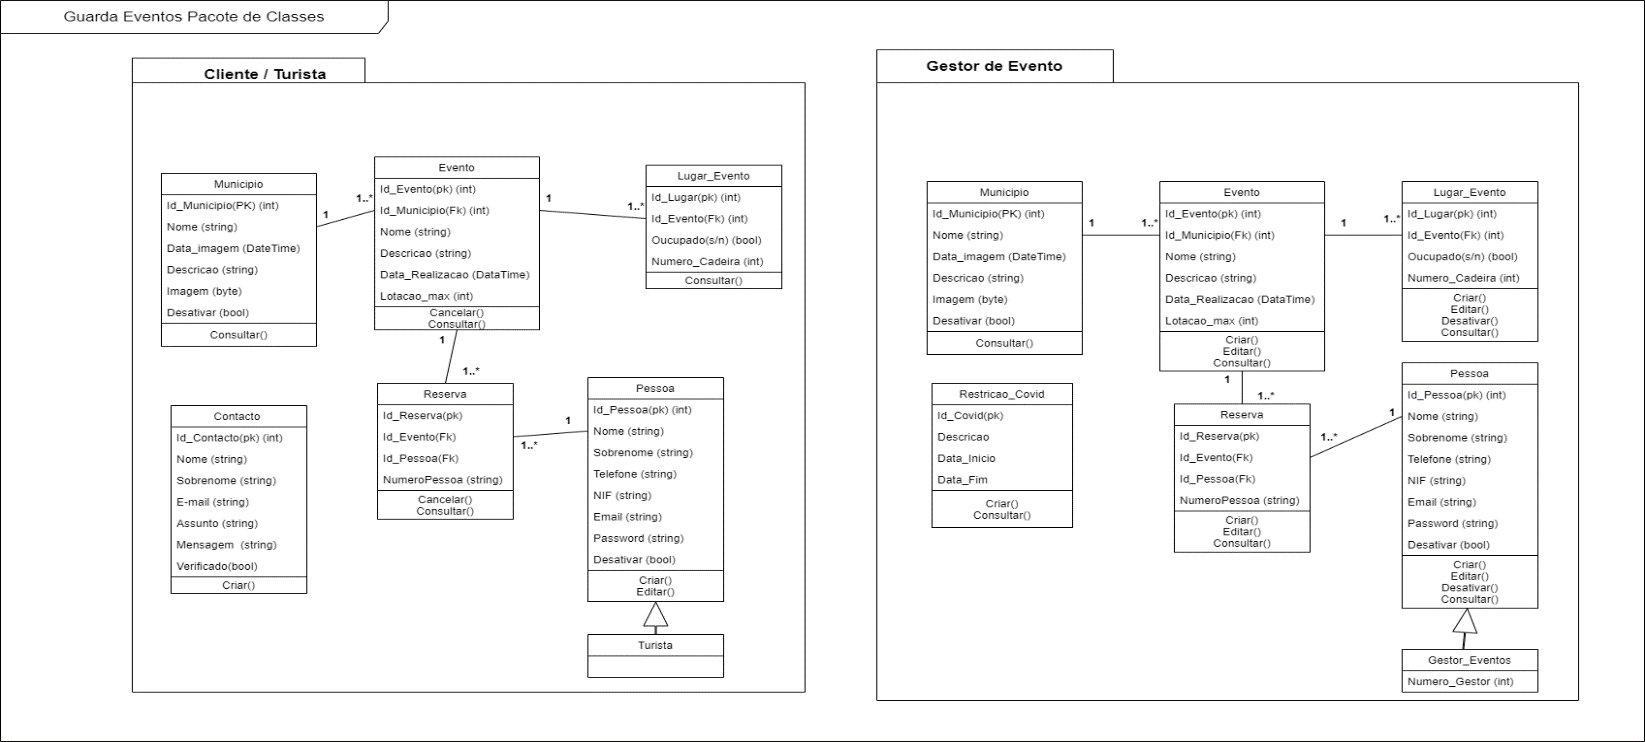 Guarda Eventos Pacote de Classes
Cliente / Turista
Municipio
Id_Municipio(PK) (int)
Nome (string)
Data_imagem (DateTime)
Descricao (string)
Imagem (byte)
Desativar (bool)
Consultar()
1
1..*
Evento
Id_Evento(pk) (int)
Id_Municipio(Fk) (int)
Nome (string)
Descricao (string)
Data_Realizacao (DataTime)
Lotacao_max (int)
Cancelar()
Consultar()
1
1..*
Lugar_Evento
Id_Lugar(pk) (int)
Id_Evento(Fk) (int)
Oucupado(s/n) (bool)
Numero_Cadeira (int)
Consultar()
1
1..*
Contacto
Id_Contacto(pk) (int)
Nome (string)
Sobrenome (string)
E-mail (string)
Assunto (string)
Mensagem (string)
Verificado(bool)
Criar()
Reserva
Id_Reserva(pk)
Id_Evento(Fk)
Id_Pessoa(Fk)
NumeroPessoa (string)
Cancelar()
Consultar()
1
1..*
Pessoa
Id_Pessoa(pk) (int)
Nome (string)
Sobrenome (string)
Telefone (string)
NIF (string)
Email (string)
Password (string)
Desativar (bool)
Criar()
Editar()
Turista
Gestor de Evento
Municipio
Id_Municipio(PK) (int)
Nome (string)
Data_imagem (DateTime)
Descricao (string)
Imagem (byte)
Desativar (bool)
Consultar()
1
1..*
Evento
Id_Evento(pk) (int)
Id_Municipio(Fk) (int)
Nome (string)
Descricao (string)
Data_Realizacao (DataTime)
Lotacao_max (int)
Criar()
Editar()
Consultar()
1
1..*
Lugar_Evento
Id_Lugar(pk) (int)
Id_Evento(Fk) (int)
Oucupado(s/n) (bool)
Numero_Cadeira (int)
Criar()
Editar()
Desativar()
Consultar()
1
1..*
Restricao_Covid
Id_Covid(pk)
Descricao
Data_Inicio
Data_Fim
Criar()
Consultar()
Reserva
Id_Reserva(pk)
Id_Evento(Fk)
Id_Pessoa(Fk)
NumeroPessoa (string)
Criar()
Editar()
Consultar()
1..*
1
Pessoa
Id_Pessoa(pk) (int)
Nome (string)
Sobrenome (string)
Telefone (string)
NIF (string)
Email (string)
Password (string)
Desativar (bool)
Criar()
Editar()
Desativar()
Consultar()
Gestor_Eventos
Numero_Gestor (int)